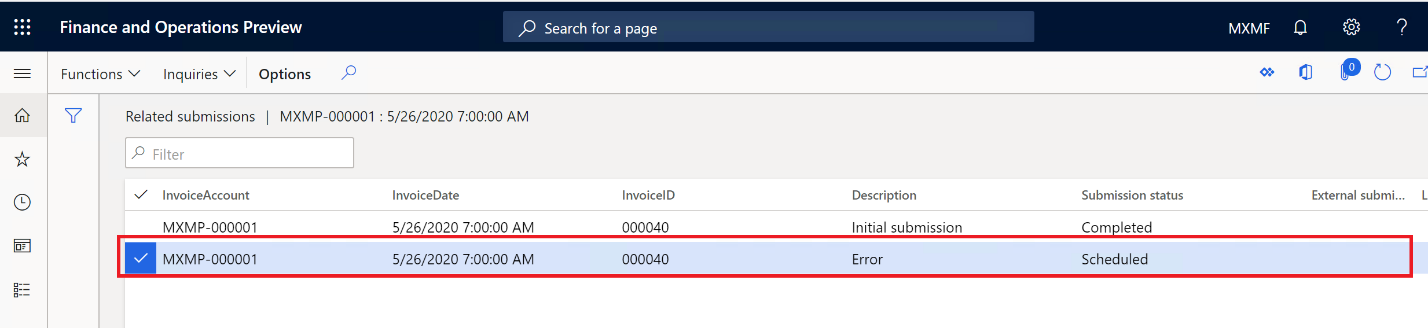 Finance and Operations Preview Search for a page MXMF ?
Functions Inquiries Options 0
Related submissions | MXMP-000001 : 5/26/2020 7:00:00 AM
Filter
InvoiceAccount InvoiceDate InvoiceID Description Submission status External submi... L
MXMP-000001 5/26/2020 7:00:00 AM 000040 Initial submission Completed
MXMP-000001 5/26/2020 7:00:00 AM 000040 Error Scheduled